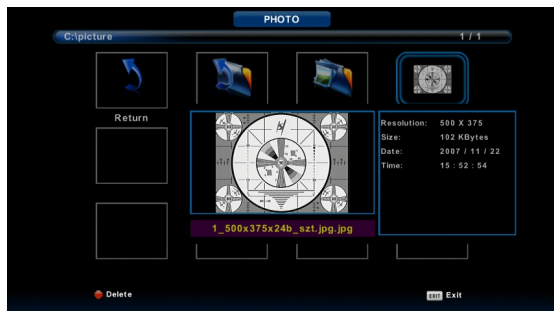 PHOTO
C:\picture
1 / 1
Return
Resolution: 500 X 375
Size: 102 KBytes
Date: 2007 / 11 / 22
Time: 15 : 52 : 54
1_500x375x24b_szt.jpg.jpg
Delete
EXIT Exit